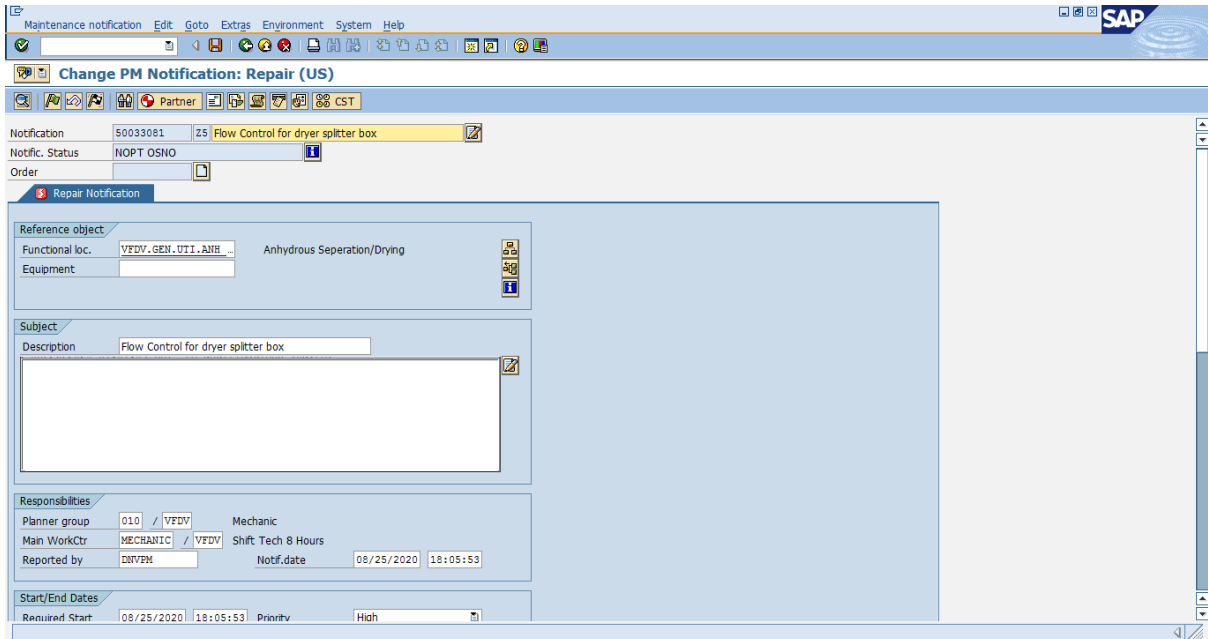 Maintenance notification Edit Goto Extras Environment System Help
SAP
Change PM Notification: Repair (US)
Partner CST
Notification 50033081 Z5 Flow Control for dryer splitter box
Notific. Status NOPT OSNO
Order
Repair Notification
Reference object
Functional loc. VFDV.GEN.UTI.ANH … Anhydrous Seperation/Drying
Equipment
Subject
Description Flow Control for dryer splitter box
Responsibilities
Planner group 010 / VFDV Mechanic
Main WorkCtr MECHANIC / VFDV Shift Tech 8 Hours
Reported by DNVPM Notif.date 08/25/2020 18:05:53
Start/End Dates
Required Start 08/25/2020 18:05:53 Priority High